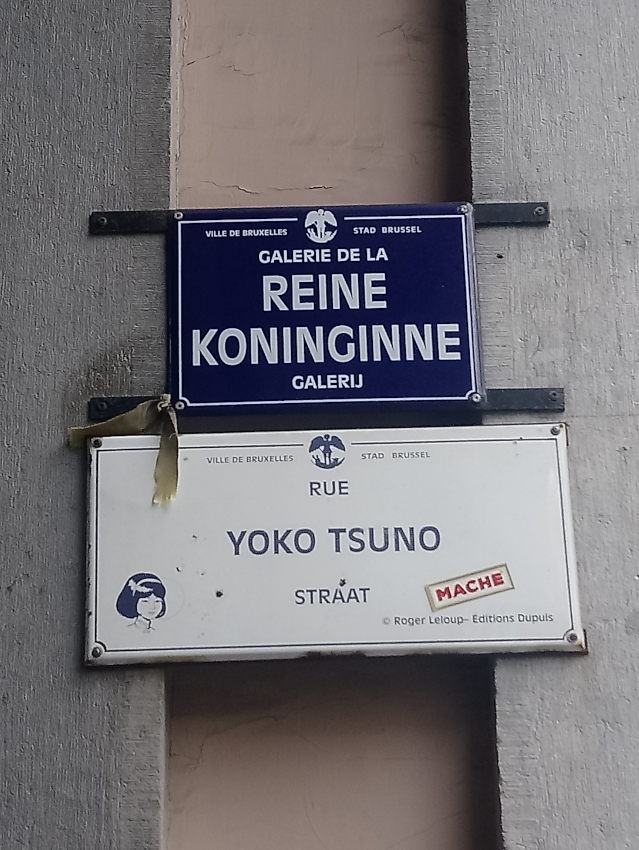 VILLE DE BRUXELLES STAD BRUSSEL
GALERIE DE LA
REINE
KONINGINNE
GALERIJ
VILLE DE BRUXELLES STAD BRUSSEL
RUE
YOKO TSUNO
STRAAT
MACHE
© Roger Leloup– Éditions Dupuis